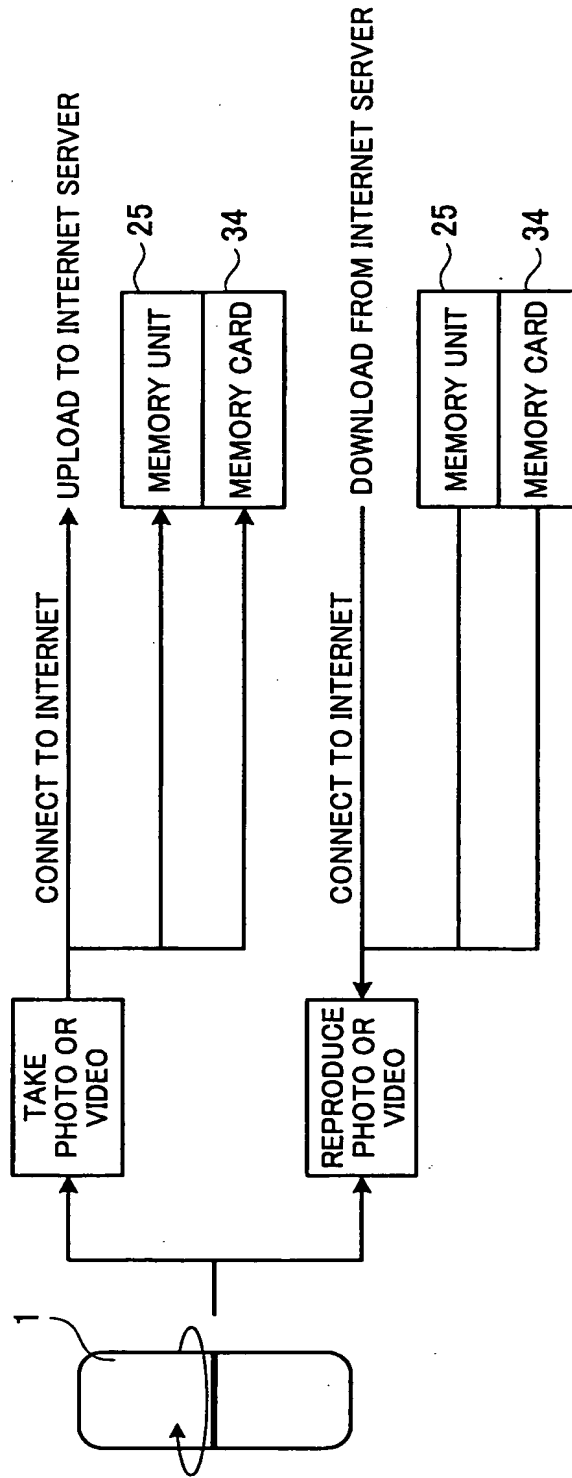 1
TAKE
PHOTO OR
VIDEO
CONNECT TO INTERNET
UPLOAD TO INTERNET SERVER
MEMORY UNIT
25
MEMORY CARD
34
REPRODUCE
PHOTO OR
VIDEO
CONNECT TO INTERNET
DOWNLOAD FROM INTERNET SERVER
MEMORY UNIT
25
MEMORY CARD
34